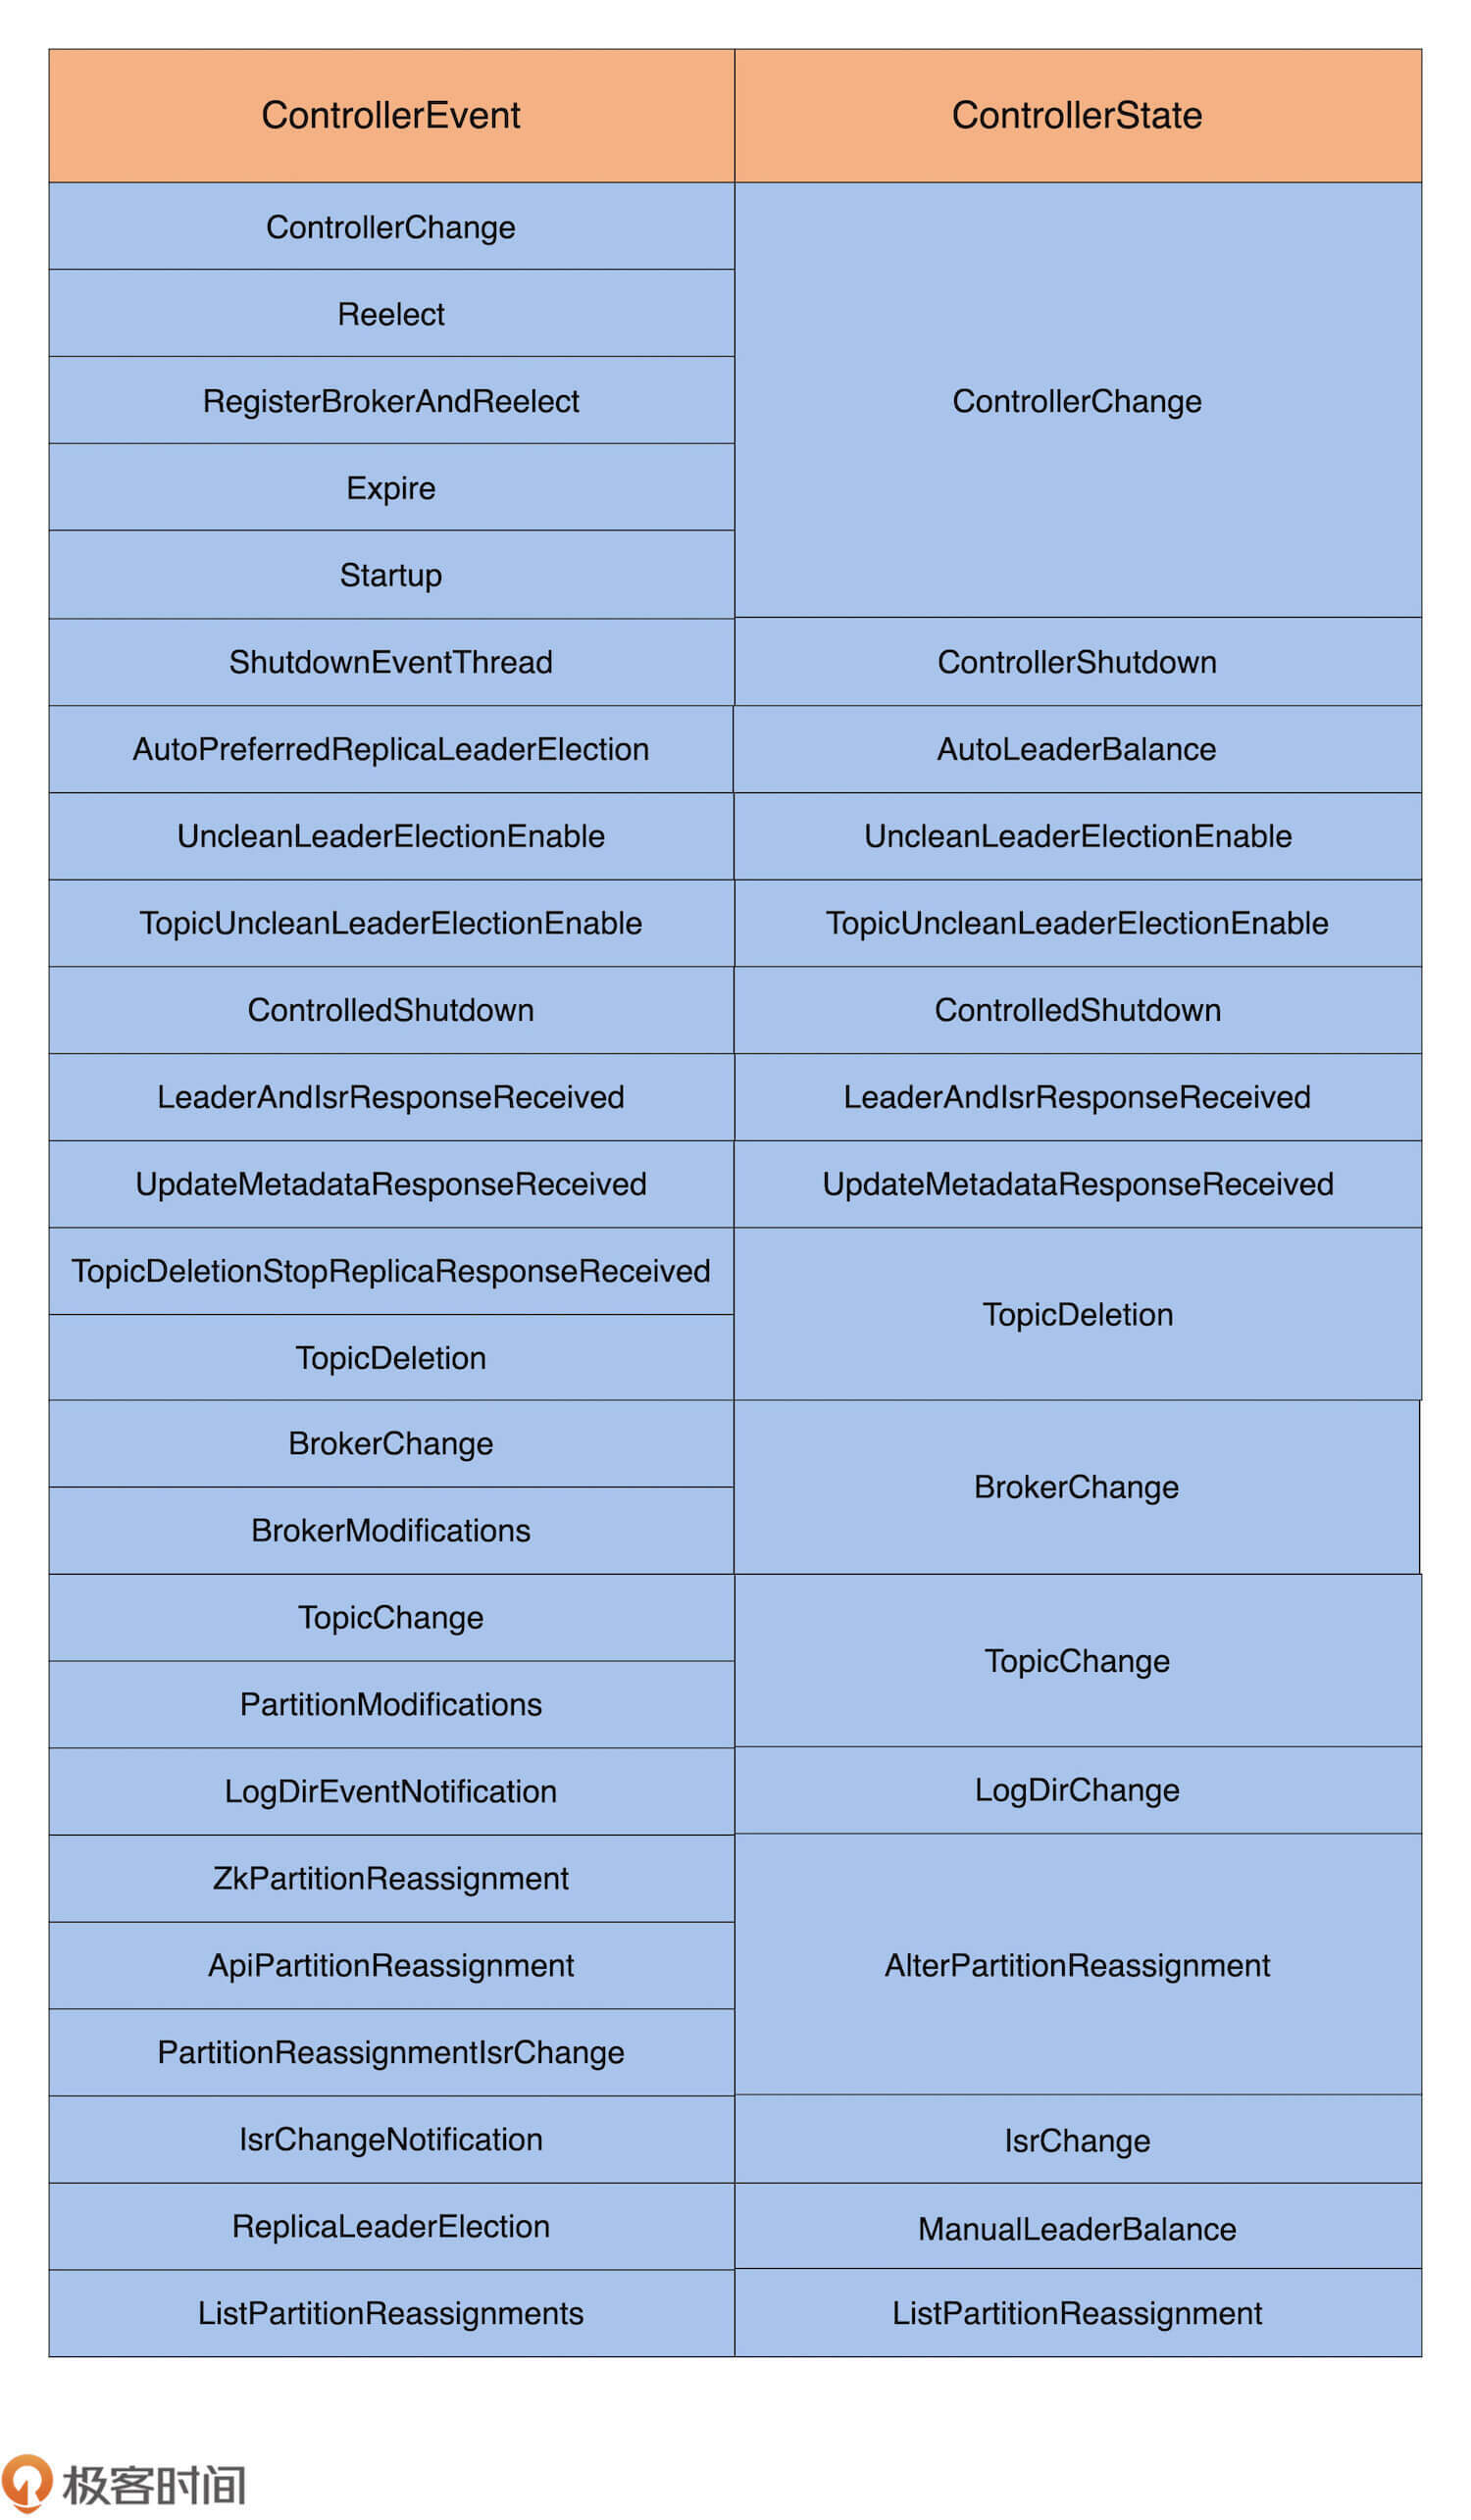 ControllerEvent ControllerState
ControllerChange
Reelect
RegisterBrokerAndReelect ControllerChange
Expire
Startup
ShutdownEventThread ControllerShutdown
AutoPreferredReplicaLeaderElection AutoLeaderBalance
UncleanLeaderElectionEnable UncleanLeaderElectionEnable
TopicUncleanLeaderElectionEnable TopicUncleanLeaderElectionEnable
ControlledShutdown ControlledShutdown
LeaderAndIsrResponseReceived LeaderAndIsrResponseReceived
UpdateMetadataResponseReceived UpdateMetadataResponseReceived
TopicDeletionStopReplicaResponseReceived
TopicDeletion
TopicDeletion
BrokerChange
BrokerChange
BrokerModifications
TopicChange
TopicChange
PartitionModifications
LogDirEventNotification LogDirChange
ZkPartitionReassignment
ApiPartitionReassignment AlterPartitionReassignment
PartitionReassignmentIsrChange
IsrChangeNotification IsrChange
ReplicaLeaderElection ManualLeaderBalance
ListPartitionReassignments ListPartitionReassignment
极客时间